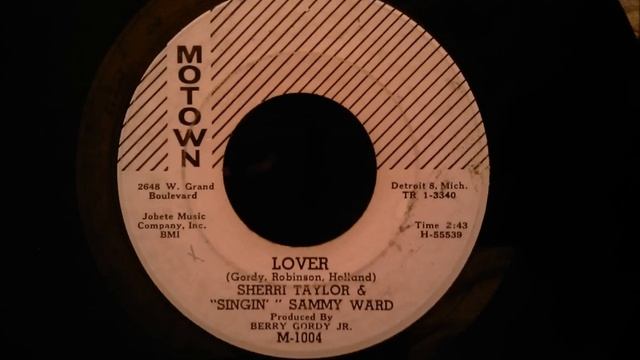 MOTOWN
2648 W. Grand
Boulevard
Jobete Music
Company, Inc.
BMI
Detroit 8, Mich.
TR 1-3340
Time 2:43
H-55539
LOVER
(Gordy, Robinson, Holland)
SHERRI TAYLOR &
"SINGIN' " SAMMY WARD
Produced By
BERRY GORDY JR.
M-1004